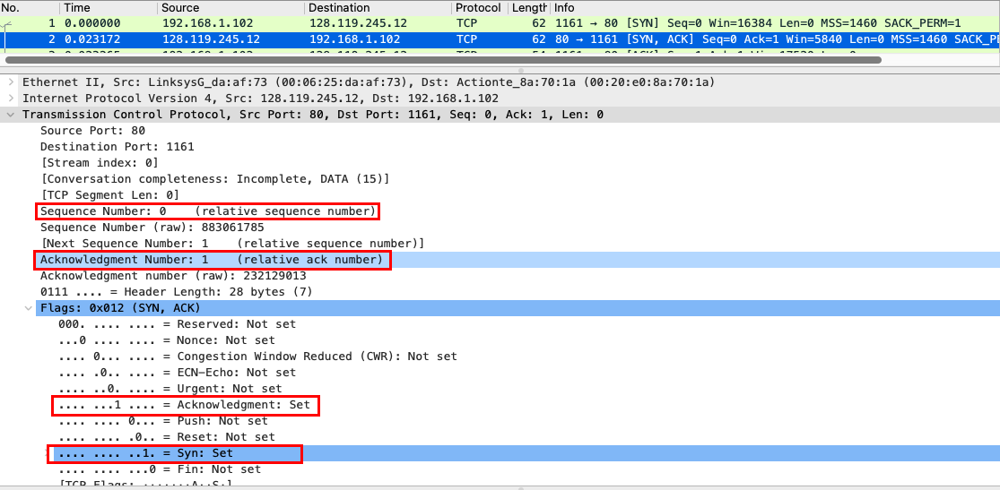 No. Time Source Destination Protocol Length Info
1 0.000000 192.168.1.102 128.119.245.12 TCP 62 1161 → 80 [SYN] Seq=0 Win=16384 Len=0 MSS=1460 SACK_PERM=1
2 0.023172 128.119.245.12 192.168.1.102 TCP 62 80 → 1161 [SYN, ACK] Seq=0 Ack=1 Win=5840 Len=0 MSS=1460 SACK_PE
Ethernet II, Src: LinksysG_da:af:73 (00:06:25:da:af:73), Dst: Actionte_8a:70:1a (00:20:e0:8a:70:1a)
Internet Protocol Version 4, Src: 128.119.245.12, Dst: 192.168.1.102
Transmission Control Protocol, Src Port: 80, Dst Port: 1161, Seq: 0, Ack: 1, Len: 0
Source Port: 80
Destination Port: 1161
[Stream index: 0]
[Conversation completeness: Incomplete, DATA (15)]
[TCP Segment Len: 0]
Sequence Number: 0 (relative sequence number)
Sequence Number (raw): 883061785
[Next Sequence Number: 1 (relative sequence number)]
Acknowledgment Number: 1 (relative ack number)
Acknowledgment number (raw): 232129013
0111 .... = Header Length: 28 bytes (7)
Flags: 0x012 (SYN, ACK)
000. .... .... = Reserved: Not set
...0 .... .... = Nonce: Not set
.... 0... .... = Congestion Window Reduced (CWR): Not set
.... .0.. .... = ECN-Echo: Not set
.... ..0. .... = Urgent: Not set
.... ...1 .... = Acknowledgment: Set
.... .... 0... = Push: Not set
.... .... .0.. = Reset: Not set
.... .... ..1. = Syn: Set
.... .... ...0 = Fin: Not set
[TCP Flags: ·······A··S·]